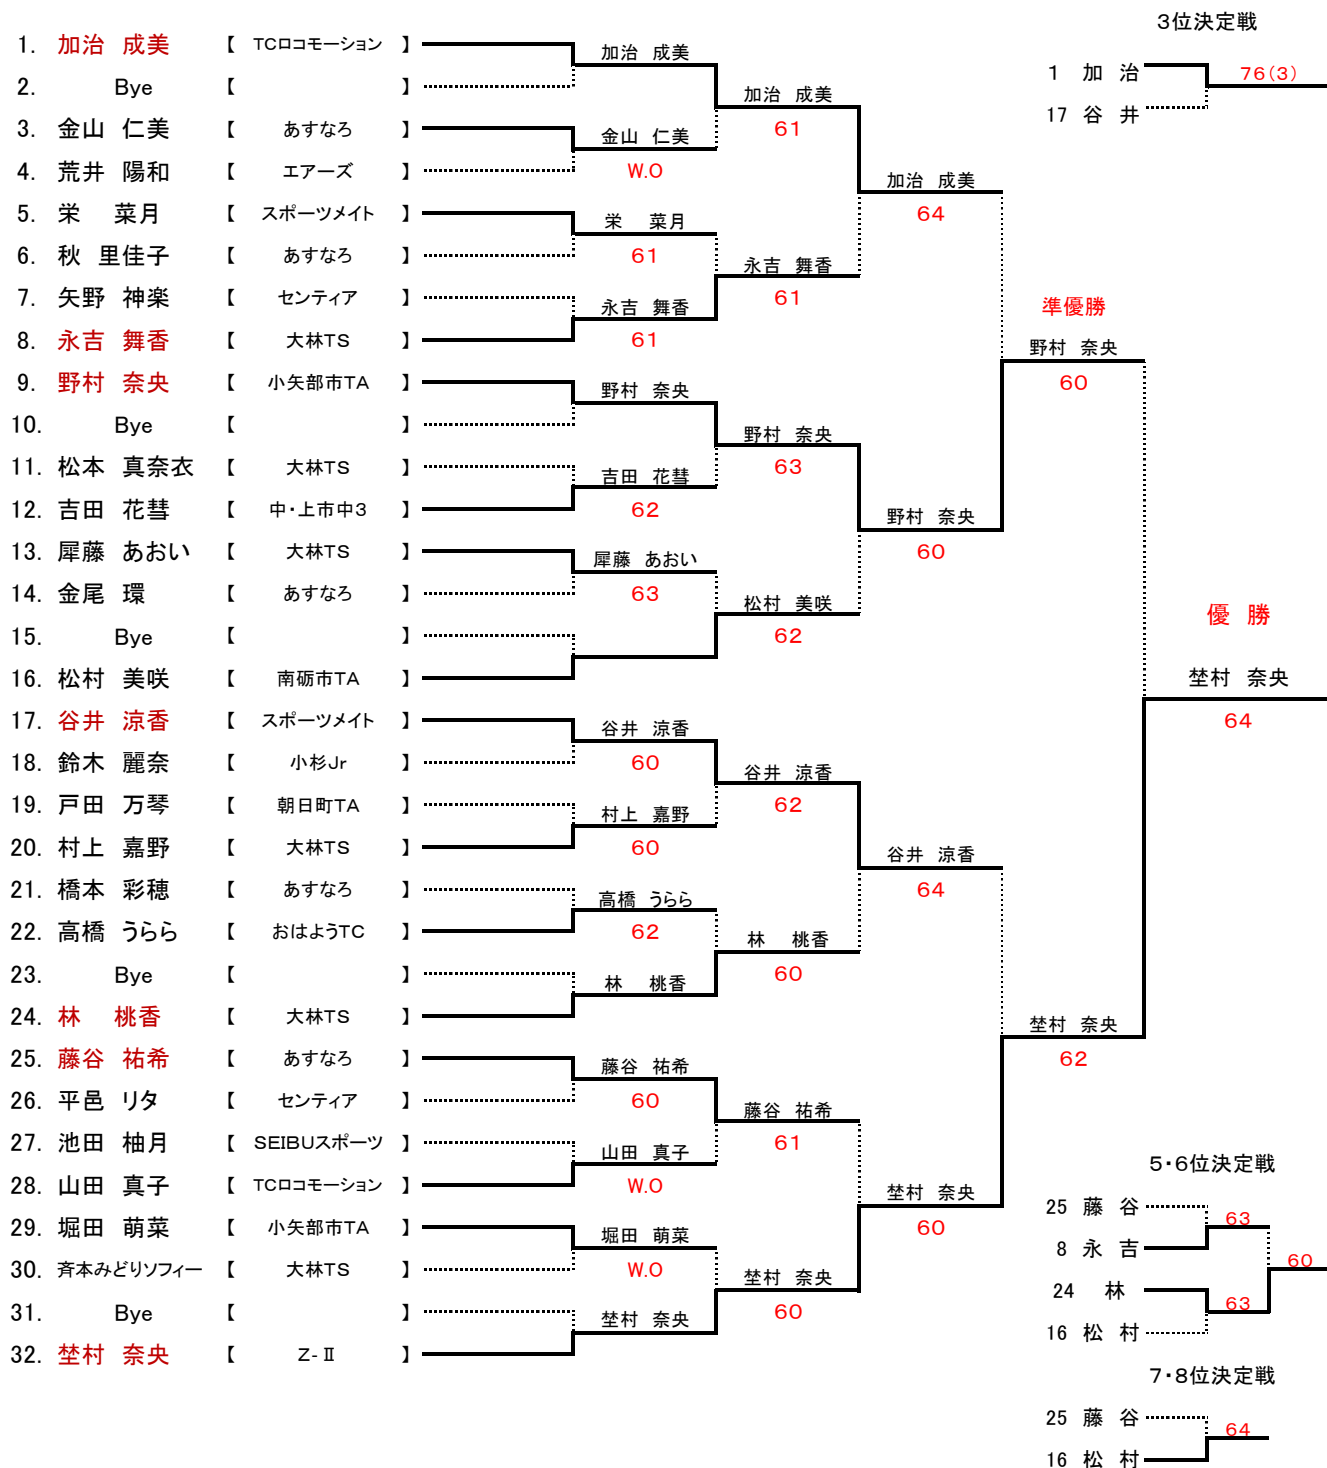 3位決定戦
1. 加治 成美 【 TCロコモーション 】
加治 成美
1 加治
76(3)
2. Bye 【 】
加治 成美
17 谷井
3. 金山 仁美 【 あすなろ 】
61
金山 仁美
4. 荒井 陽和 【 エアーズ 】
W.O
加治 成美
5. 栄 菜月 【 スポーツメイト 】
64
栄 菜月
6. 秋 里佳子 【 あすなろ 】
61
永吉 舞香
7. 矢野 神楽 【 センティア 】
61
永吉 舞香
準優勝
8. 永吉 舞香 【 大林TS 】
61
野村 奈央
9. 野村 奈央 【 小矢部市TA 】
60
野村 奈央
10. Bye 【 】
野村 奈央
11. 松本 真奈衣 【 大林TS 】
63
吉田 花彗
12. 吉田 花彗 【 中・上市中3 】
62
野村 奈央
13. 犀藤 あおい 【 大林TS 】
60
犀藤 あおい
14. 金尾 環 【 あすなろ 】
63
松村 美咲
優 勝
15. Bye 【 】
62
16. 松村 美咲 【 南砺市TA 】
埜村 奈央
17. 谷井 涼香 【 スポーツメイト 】
64
谷井 涼香
18. 鈴木 麗奈 【 小杉Jr 】
60
谷井 涼香
19. 戸田 万琴 【 朝日町TA 】
62
村上 嘉野
20. 村上 嘉野 【 大林TS 】
60
谷井 涼香
21. 橋本 彩穂 【 あすなろ 】
64
高橋 うらら
22. 高橋 うらら 【 おはようTC 】
62
林 桃香
23. Bye 【 】
60
林 桃香
24. 林 桃香 【 大林TS 】
埜村 奈央
25. 藤谷 祐希 【 あすなろ 】
62
藤谷 祐希
26. 平邑 リタ 【 センティア 】
60
藤谷 祐希
27. 池田 柚月 【 SEIBUスポーツ 】
61
山田 真子
5・6位決定戦
28. 山田 真子 【 TCロコモーション 】
W.O
埜村 奈央
25 藤谷
63
29. 堀田 萌菜 【 小矢部市TA 】
60
堀田 萌菜
8 永吉
60
30. 斉本みどりソフィー 【 大林TS 】
W.O
埜村 奈央
24 林
63
31. Bye 【 】
60
埜村 奈央
16 松村
32. 埜村 奈央 【 Z-Ⅱ 】
7・8位決定戦
25 藤谷
64
16 松村